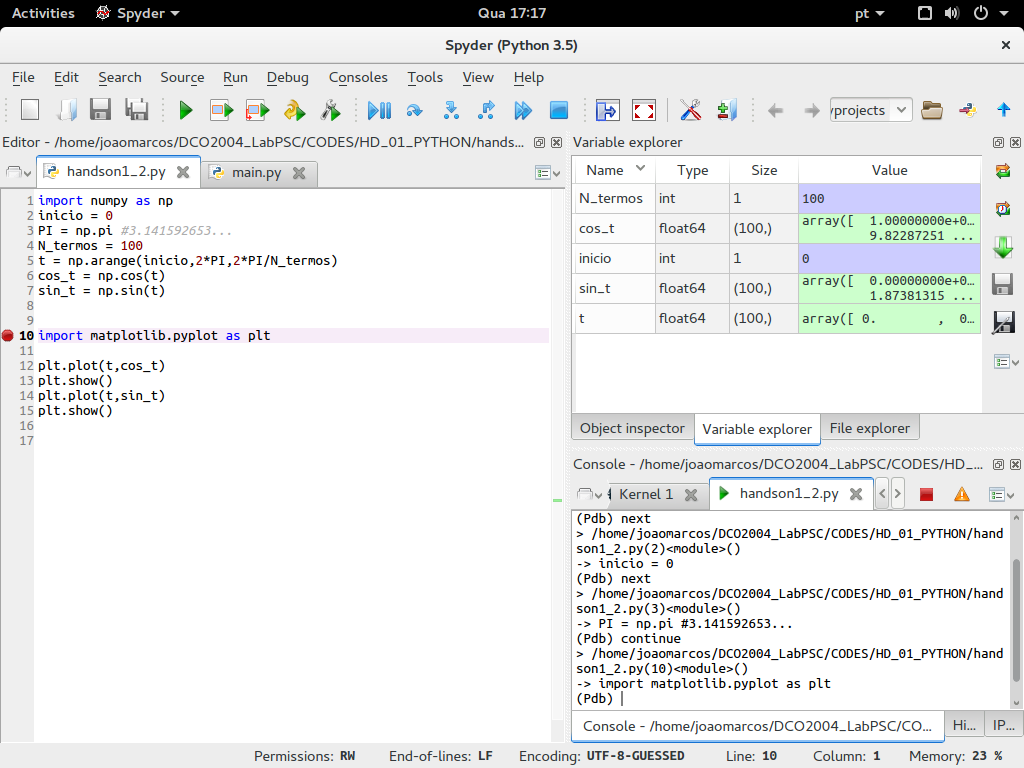 Activities Spyder Qua 17:17 pt
Spyder (Python 3.5)
File Edit Search Source Run Debug Consoles Tools View Help
projects
Editor - /home/joaomarcos/DCO2004_LabPSC/CODES/HD_01_PYTHON/hands...
handson1_2.py main.py
1 import numpy as np
2 inicio = 0
3 PI = np.pi #3.141592653...
4 N_termos = 100
5 t = np.arange(inicio,2*PI,2*PI/N_termos)
6 cos_t = np.cos(t)
7 sin_t = np.sin(t)
8
9
10 import matplotlib.pyplot as plt
11
12 plt.plot(t,cos_t)
13 plt.show()
14 plt.plot(t,sin_t)
15 plt.show()
16
17
Variable explorer
Name Type Size Value
N_termos int 1 100
cos_t float64 (100,) array([ 1.00000000e+0...
9.82287251 ...
inicio int 1 0
sin_t float64 (100,) array([ 0.00000000e+0...
1.87381315 ...
t float64 (100,) array([ 0. , 0...
Object inspector Variable explorer File explorer
Console - /home/joaomarcos/DCO2004_LabPSC/CODES/HD_...
Kernel 1 handson1_2.py
(Pdb) next
> /home/joaomarcos/DCO2004_LabPSC/CODES/HD_01_PYTHON/hand
son1_2.py(2)<module>()
-> inicio = 0
(Pdb) next
> /home/joaomarcos/DCO2004_LabPSC/CODES/HD_01_PYTHON/hand
son1_2.py(3)<module>()
-> PI = np.pi #3.141592653...
(Pdb) continue
> /home/joaomarcos/DCO2004_LabPSC/CODES/HD_01_PYTHON/hand
son1_2.py(10)<module>()
-> import matplotlib.pyplot as plt
(Pdb)
Console - /home/joaomarcos/DCO2004_LabPSC/CO... Hi... IP...
Permissions: RW End-of-lines: LF Encoding: UTF-8-GUESSED Line: 10 Column: 1 Memory: 23 %